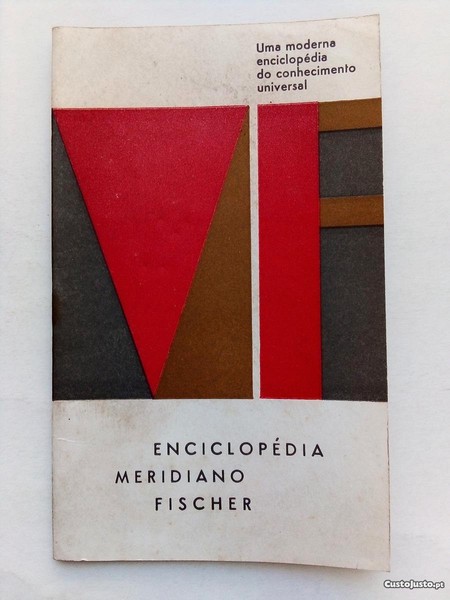 Uma moderna
enciclopédia
do conhecimento
universal
ENCICLOPÉDIA
MERIDIANO
FISCHER
CustoJusto.pt